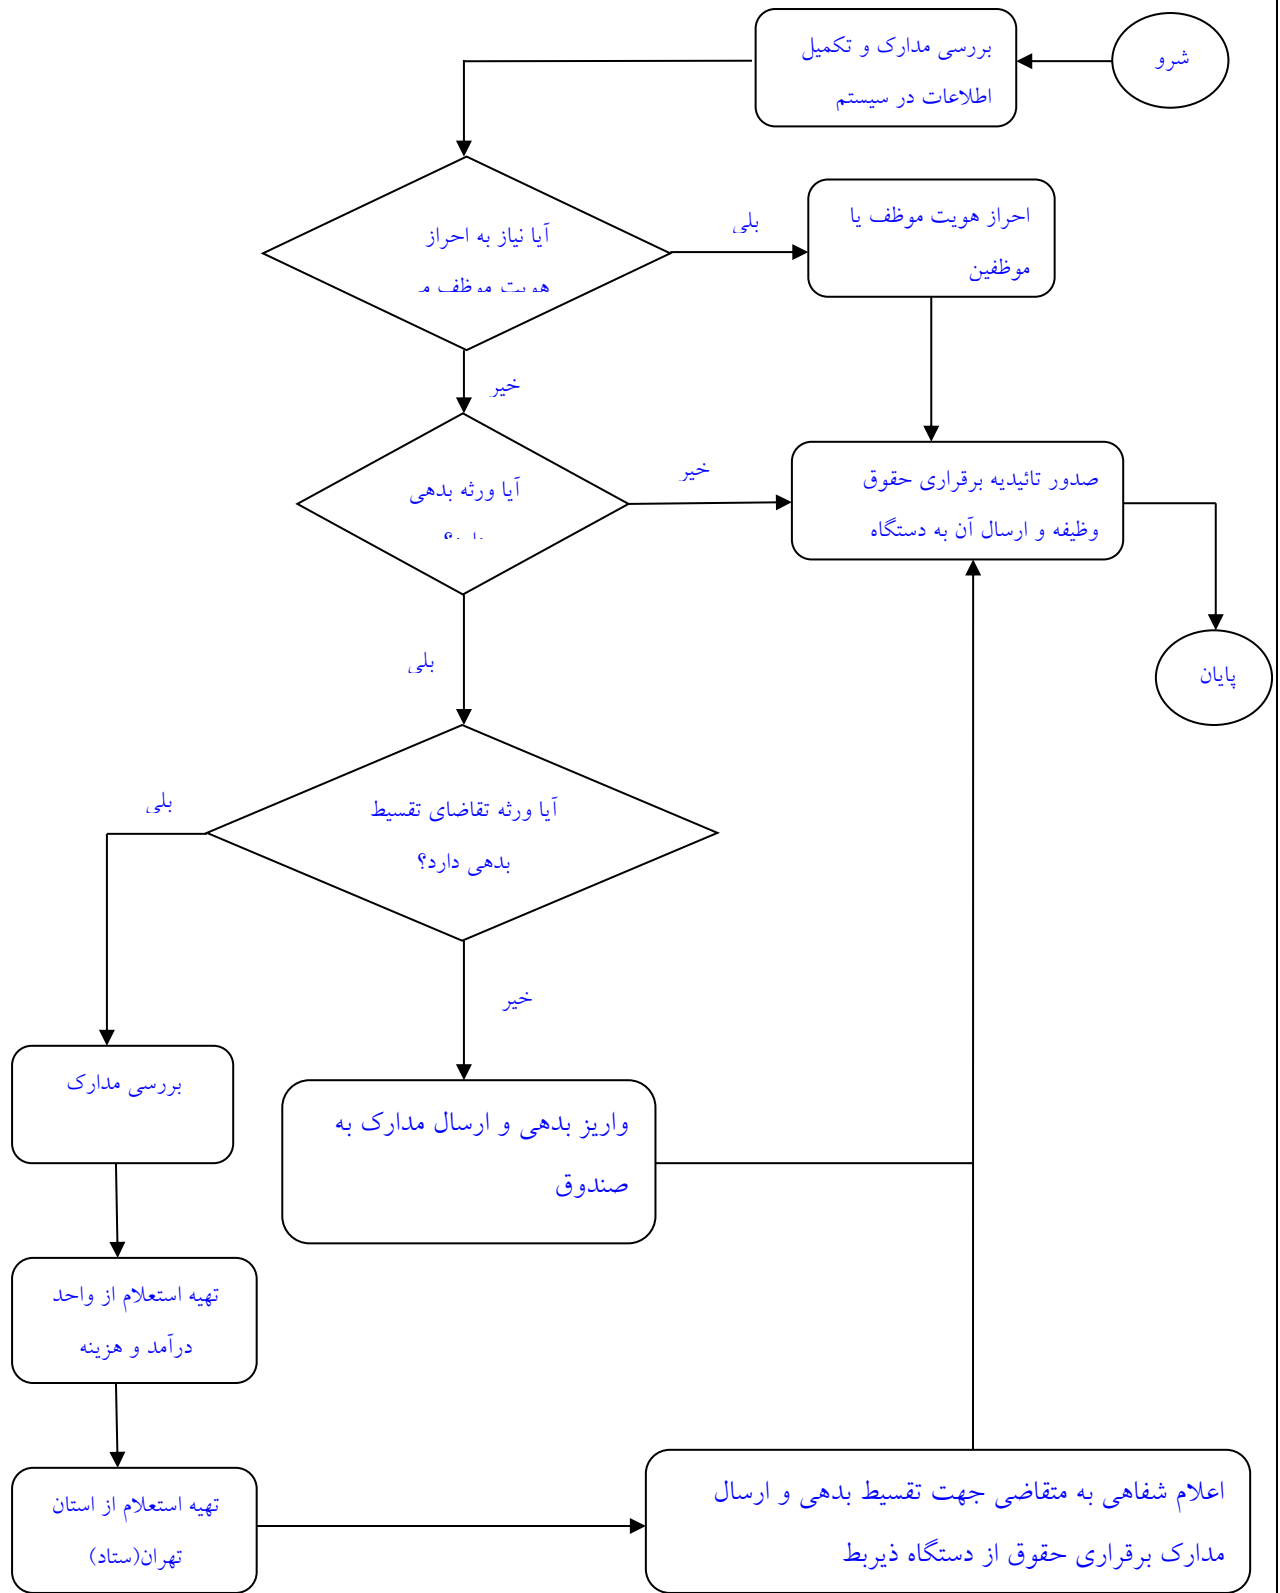 شرو
بررسی مدارک و تکمیل
اطلاعات در سیستم
آیا نیاز به احراز
هویت موظف
بلی
احراز هویت موظف یا
موظفین
خیر
آیا ورثه بدهی
دارد؟
خیر
صدور تائیدیه برقراری حقوق
وظیفه و ارسال آن به دستگاه
پایان
بلی
آیا ورثه تقاضای تقسیط
بدهی دارد؟
بلی
خیر
بررسی مدارک
واریز بدهی و ارسال مدارک به
صندوق
تهیه استعلام از واحد
درآمد و هزینه
تهیه استعلام از استان
تهران(ستاد)
اعلام شفاهی به متقاضی جهت تقسیط بدهی و ارسال
مدارک برقراری حقوق از دستگاه ذیربط